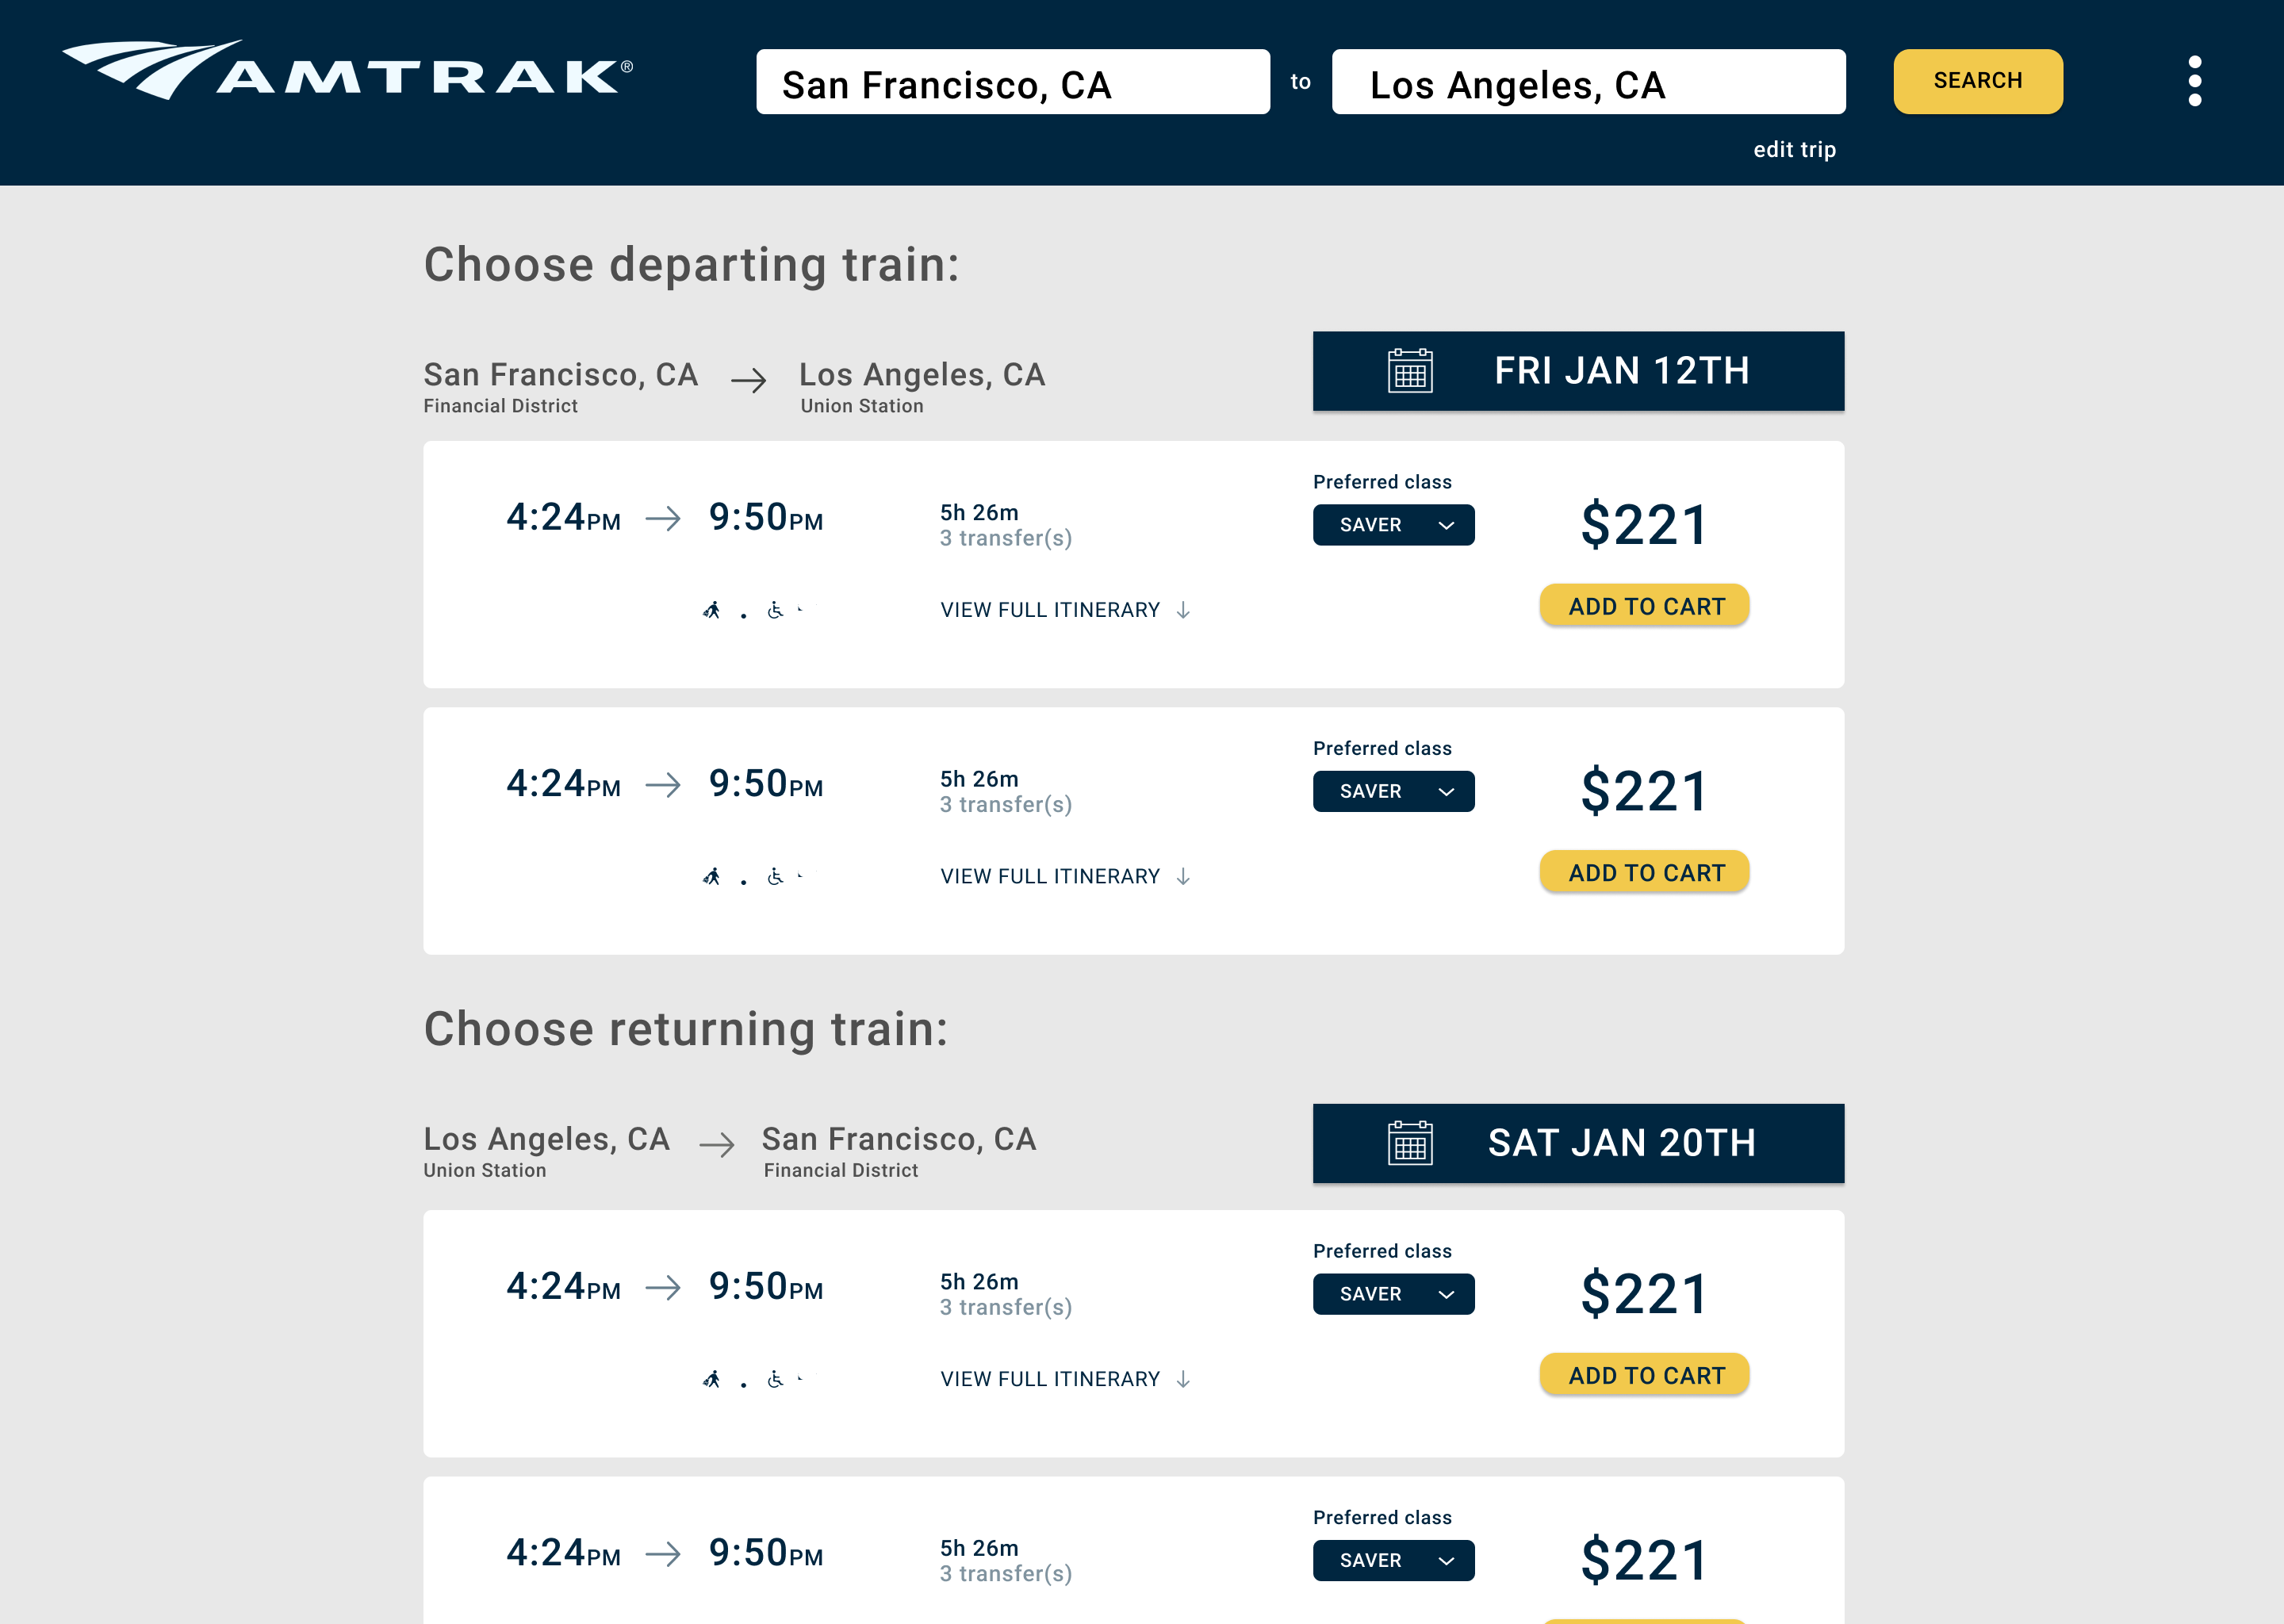 AMTRAK®
San Francisco, CA to Los Angeles, CA SEARCH
edit trip
Choose departing train:
San Francisco, CA → Los Angeles, CA
Financial District Union Station
FRI JAN 12TH
Preferred class
4:24PM → 9:50PM 5h 26m SAVER $221
3 transfer(s)
VIEW FULL ITINERARY ↓ ADD TO CART
Preferred class
4:24PM → 9:50PM 5h 26m SAVER $221
3 transfer(s)
VIEW FULL ITINERARY ↓ ADD TO CART
Choose returning train:
Los Angeles, CA → San Francisco, CA
Union Station Financial District
SAT JAN 20TH
Preferred class
4:24PM → 9:50PM 5h 26m SAVER $221
3 transfer(s)
VIEW FULL ITINERARY ↓ ADD TO CART
Preferred class
4:24PM → 9:50PM 5h 26m SAVER $221
3 transfer(s)